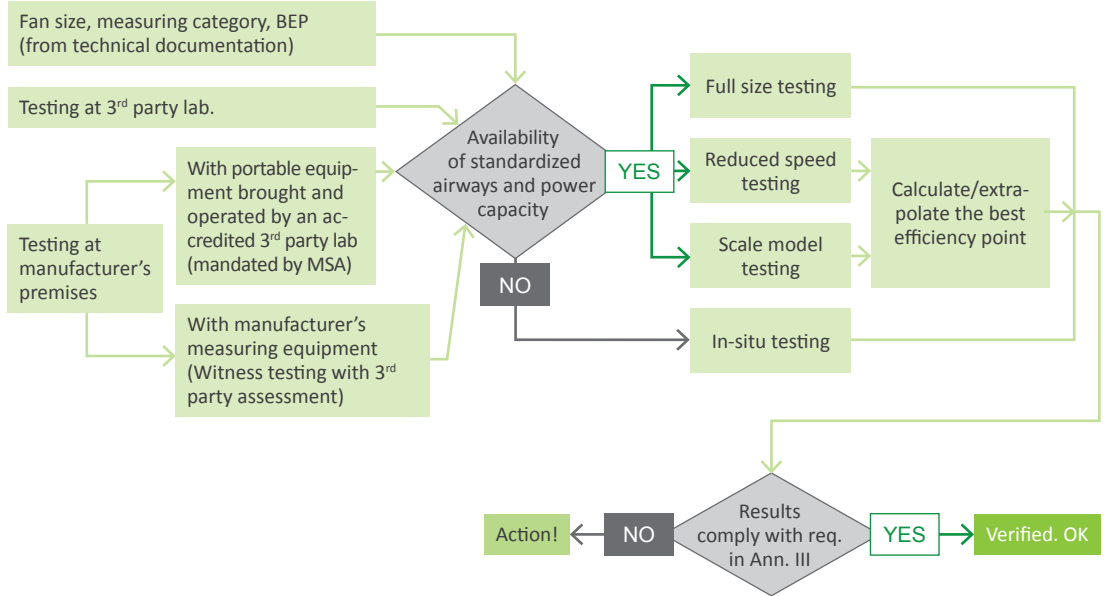 Fan size, measuring category, BEP
(from technical documentation)
Testing at 3rd party lab.
Testing at
manufacturer's
premises
With portable equip-
ment brought and
operated by an ac-
credited 3rd party lab
(mandated by MSA)
With manufacturer's
measuring equipment
(Witness testing with 3rd
party assessment)
Availability
of standardized
airways and power
capacity
YES
NO
Full size testing
Reduced speed
testing
Scale model
testing
In-situ testing
Calculate/extra-
polate the best
efficiency point
Results
comply with req.
in Ann. III
NO
Action!
YES
Verified. OK